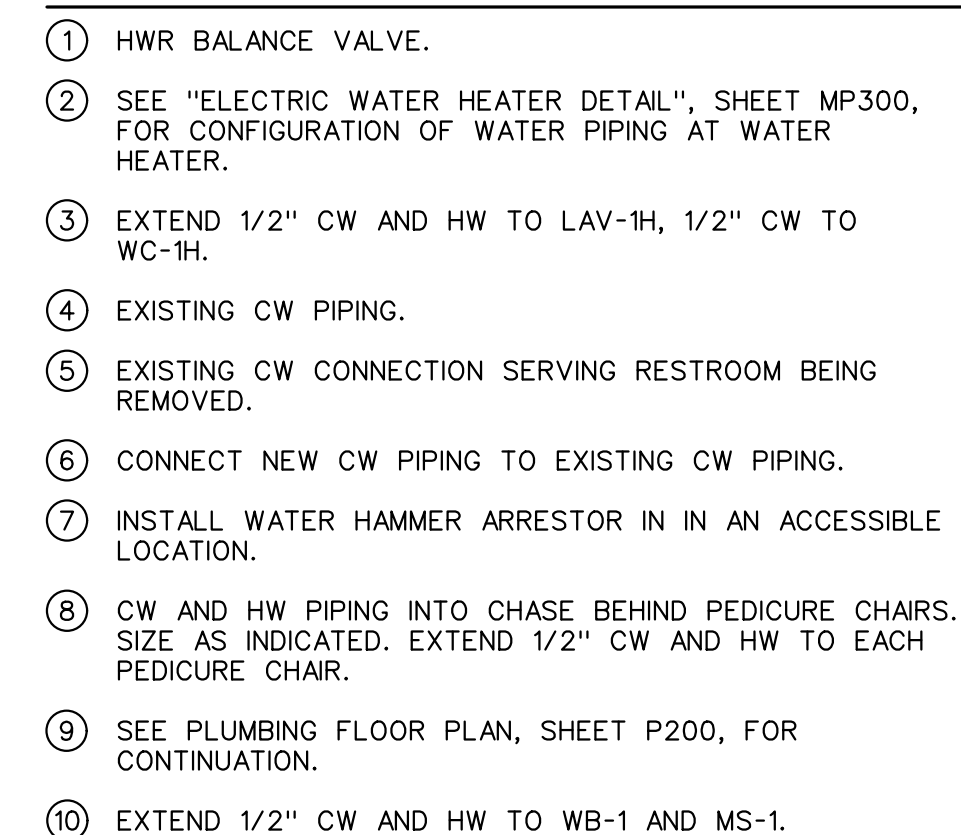 1 HWR BALANCE VALVE.
2 SEE "ELECTRIC WATER HEATER DETAIL", SHEET MP300,
FOR CONFIGURATION OF WATER PIPING AT WATER
HEATER.
3 EXTEND 1/2" CW AND HW TO LAV-1H, 1/2" CW TO
WC-1H.
4 EXISTING CW PIPING.
5 EXISTING CW CONNECTION SERVING RESTROOM BEING
REMOVED.
6 CONNECT NEW CW PIPING TO EXISTING CW PIPING.
7 INSTALL WATER HAMMER ARRESTOR IN IN AN ACCESSIBLE
LOCATION.
8 CW AND HW PIPING INTO CHASE BEHIND PEDICURE CHAIRS.
SIZE AS INDICATED. EXTEND 1/2" CW AND HW TO EACH
PEDICURE CHAIR.
9 SEE PLUMBING FLOOR PLAN, SHEET P200, FOR
CONTINUATION.
10 EXTEND 1/2" CW AND HW TO WB-1 AND MS-1.